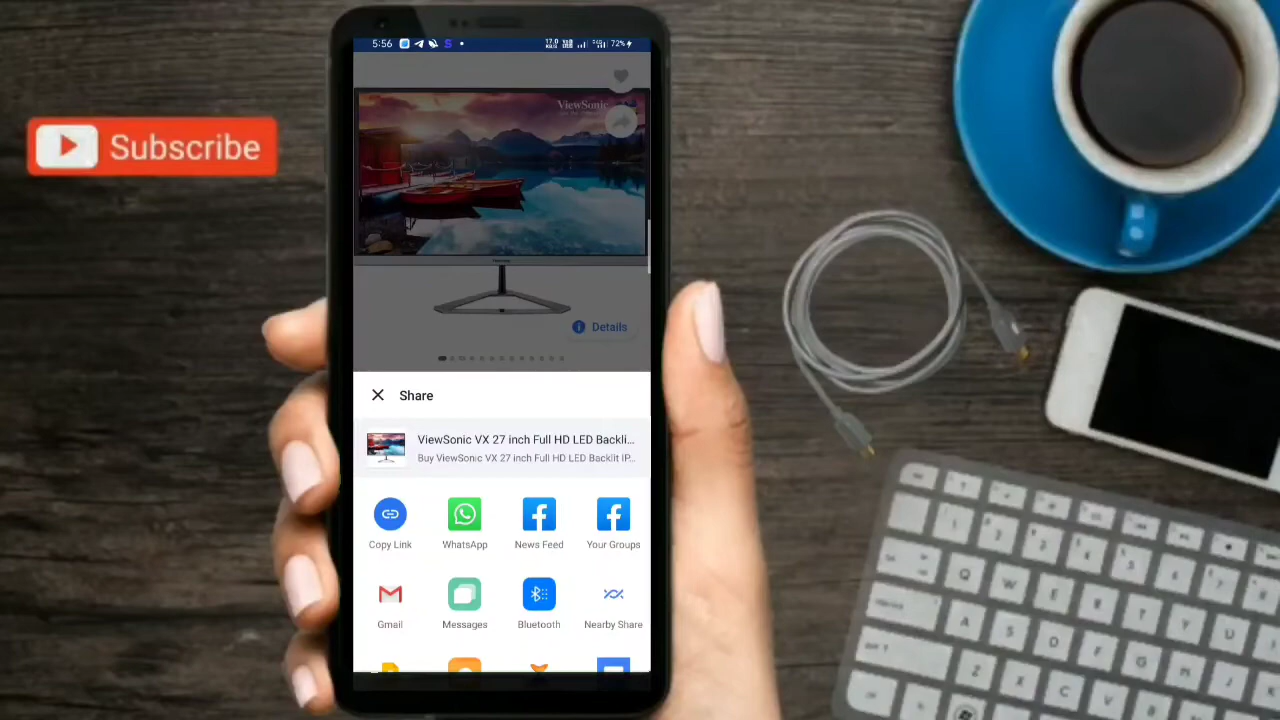 Subscribe
5:56
72%
ViewSonic
Details
Share
ViewSonic VX 27 inch Full HD LED Backli...
Buy ViewSonic VX 27 inch Full HD LED Backlit IP...
Copy Link
WhatsApp
News Feed
Your Groups
Gmail
Messages
Bluetooth
Nearby Share